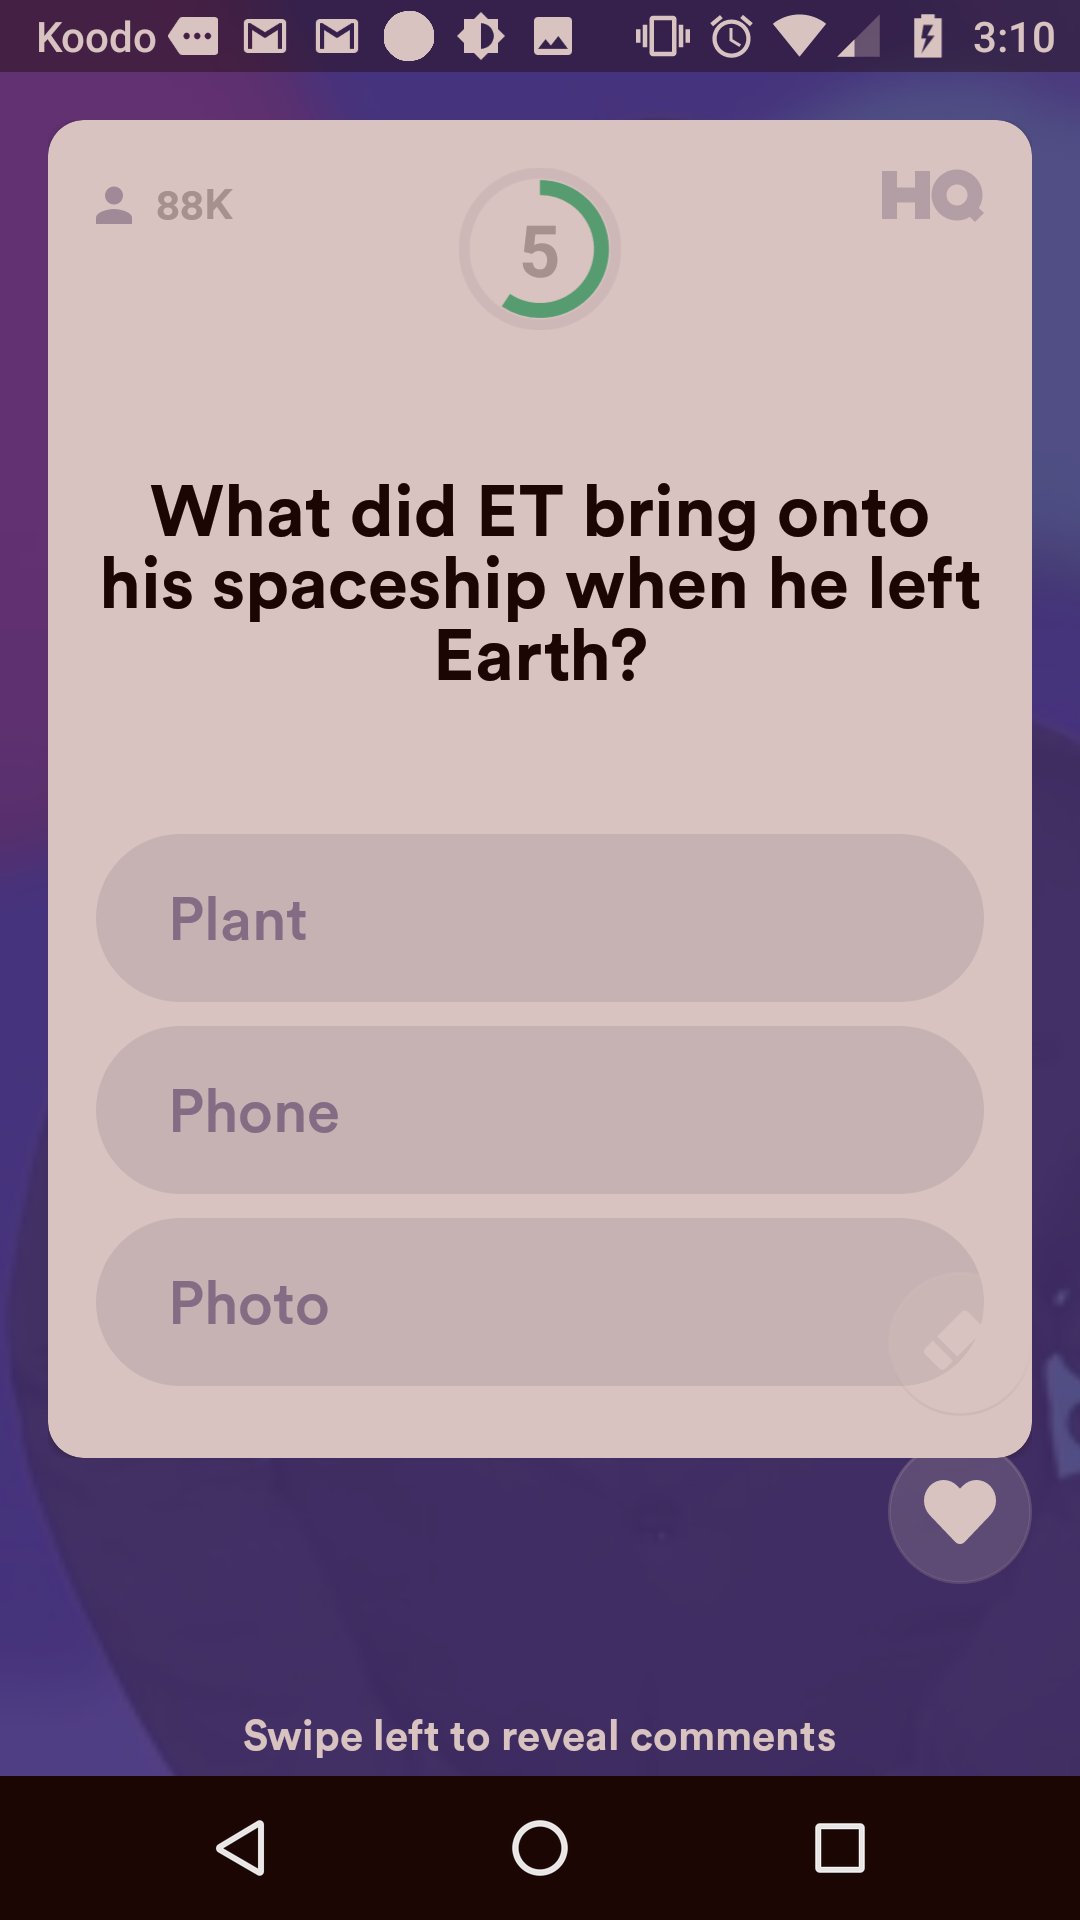 Koodo 3:10
88K 5 HQ
What did ET bring onto
his spaceship when he left
Earth?
Plant
Phone
Photo
Swipe left to reveal comments